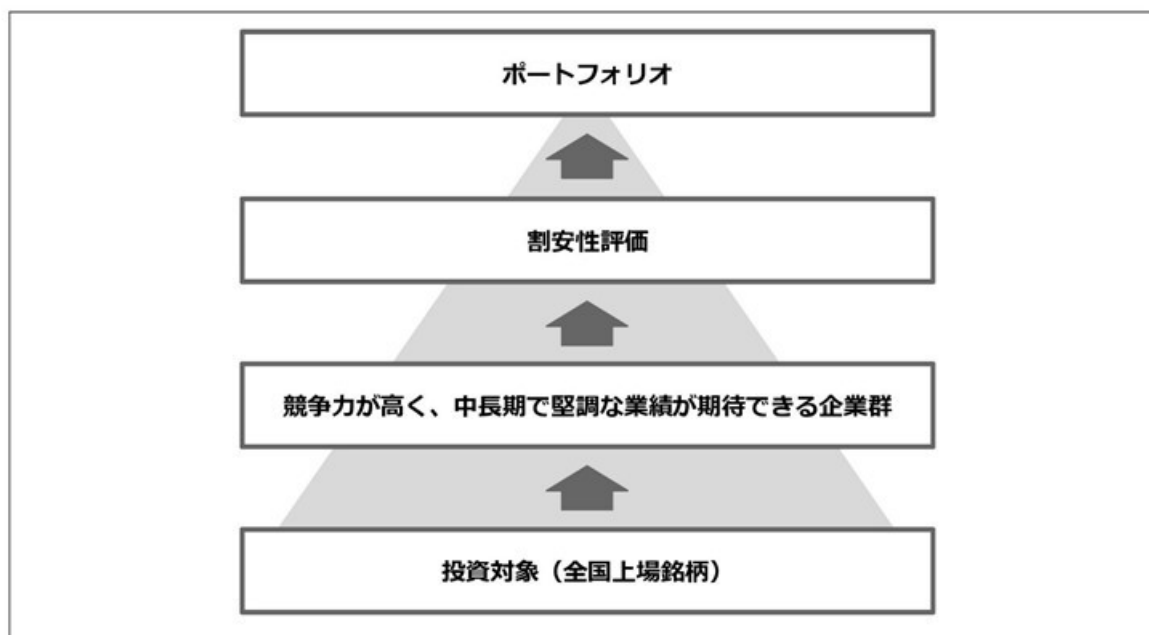 ポートフォリオ
割安性評価
競争力が高く、中長期で堅調な業績が期待できる企業群
投資対象（全国上場銘柄）